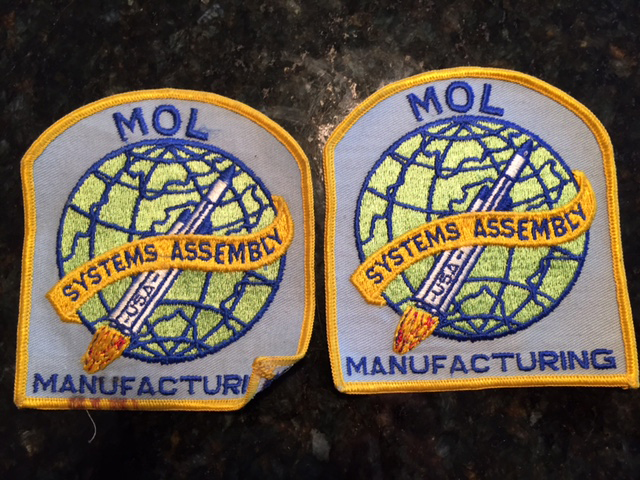 MOL
SYSTEMS ASSEMBLY
USA
MANUFACTURI
MOL
SYSTEMS ASSEMBLY
USA
MANUFACTURING